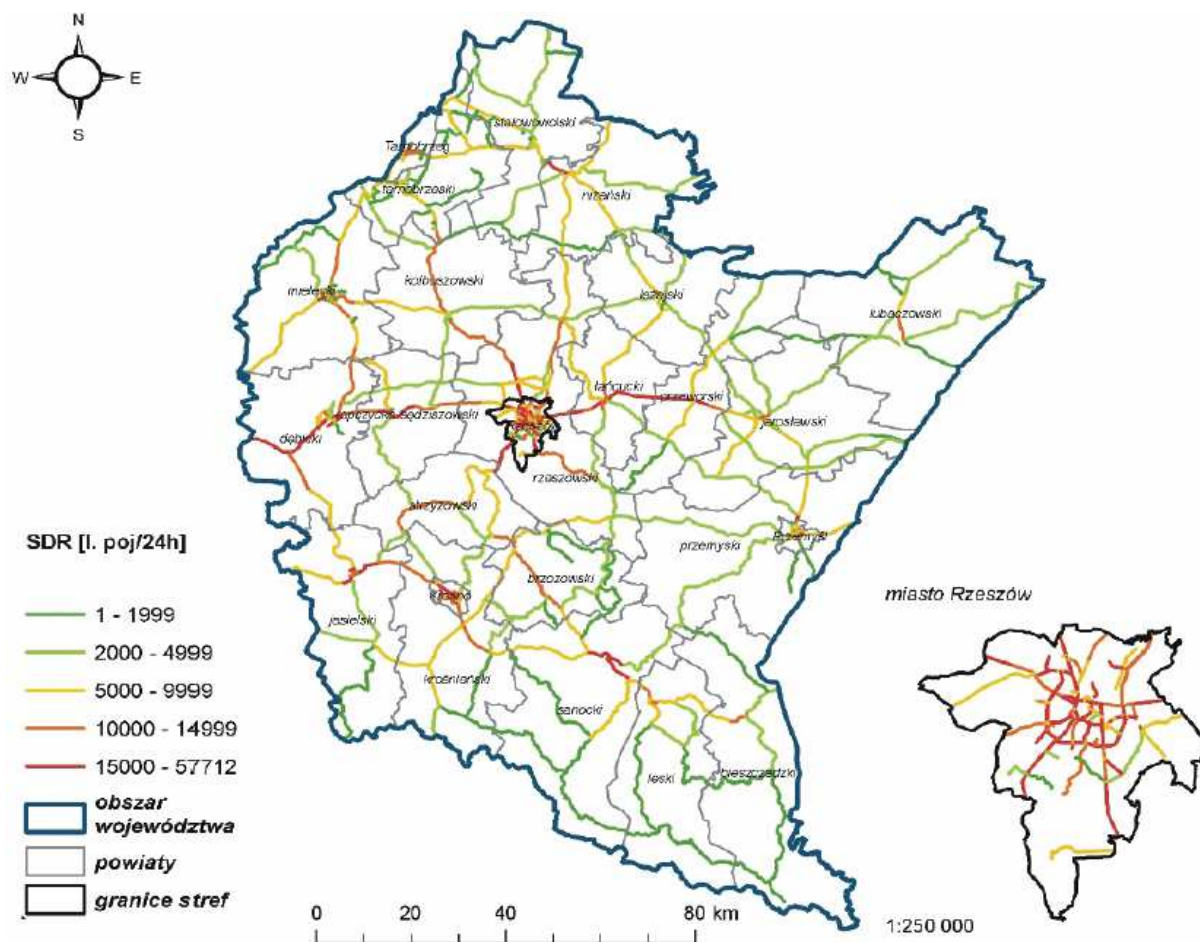 N
W E
S
stalowowolski
Tarnobrzeg
tarnobrzeski
niżański
kolbuszowski
mielecki
leżajski
lubaczowski
łańcucki
przeworski
ropczycko-sędziszowski
jarosławski
dębicki
rzeszowski
strzyżowski
SDR [l. poj/24h]
przemyski
Przemyśl
brzozowski
miasto Rzeszów
Krosno
1 - 1999
jasielski
2000 - 4999
krośnieński
5000 - 9999
sanocki
10000 - 14999
leski
bieszczadzki
15000 - 57712
obszar
województwa
powiaty
granice stref
0 20 40 80 km
1:250 000